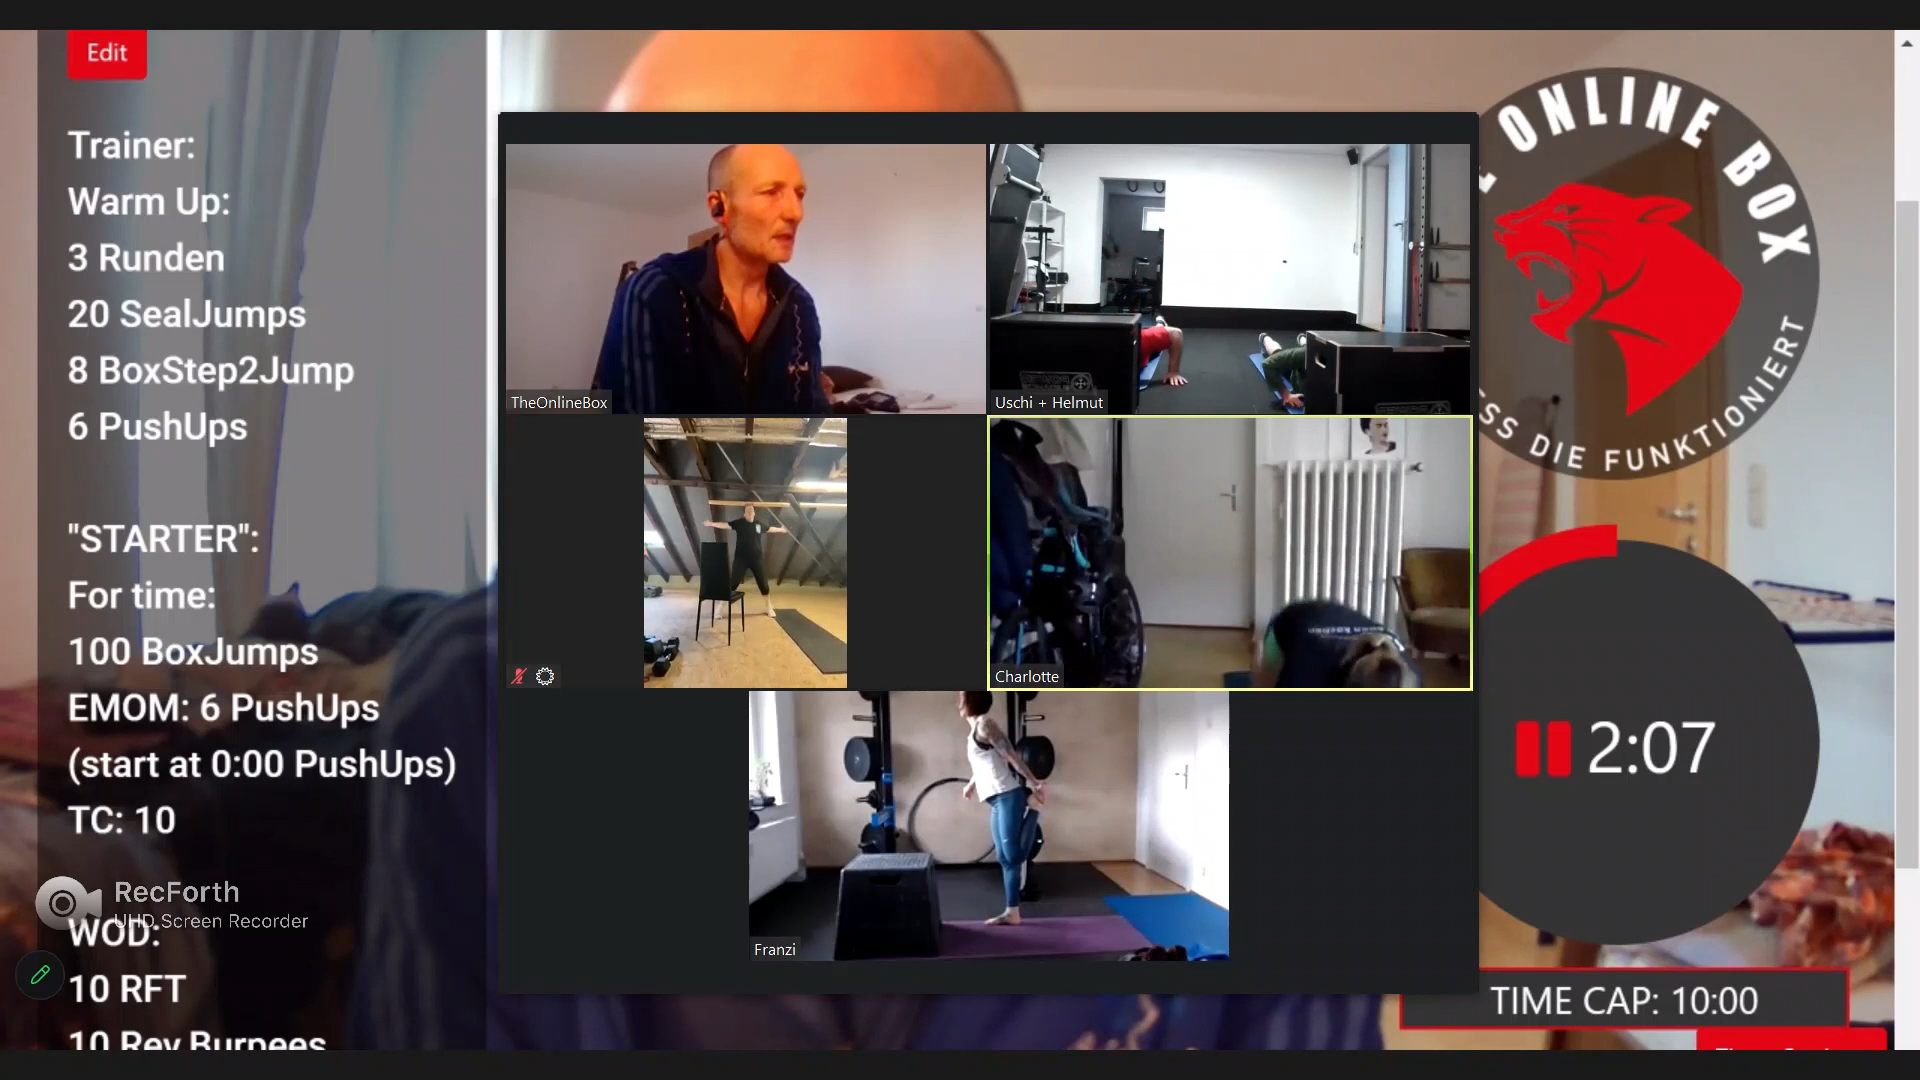 Edit
Trainer:
Warm Up:
3 Runden
20 SealJumps
8 BoxStep2Jump
6 PushUps
"STARTER":
For time:
100 BoxJumps
EMOM: 6 PushUps
(start at 0:00 PushUps)
TC: 10
RecForth
UHD Screen Recorder
WOD:
10 RFT
10 Rev Burpees
TheOnlineBox
Uschi + Helmut
Charlotte
Franzi
ONLINE BOX
DIE FUNKTIONIERT
2:07
TIME CAP: 10:00